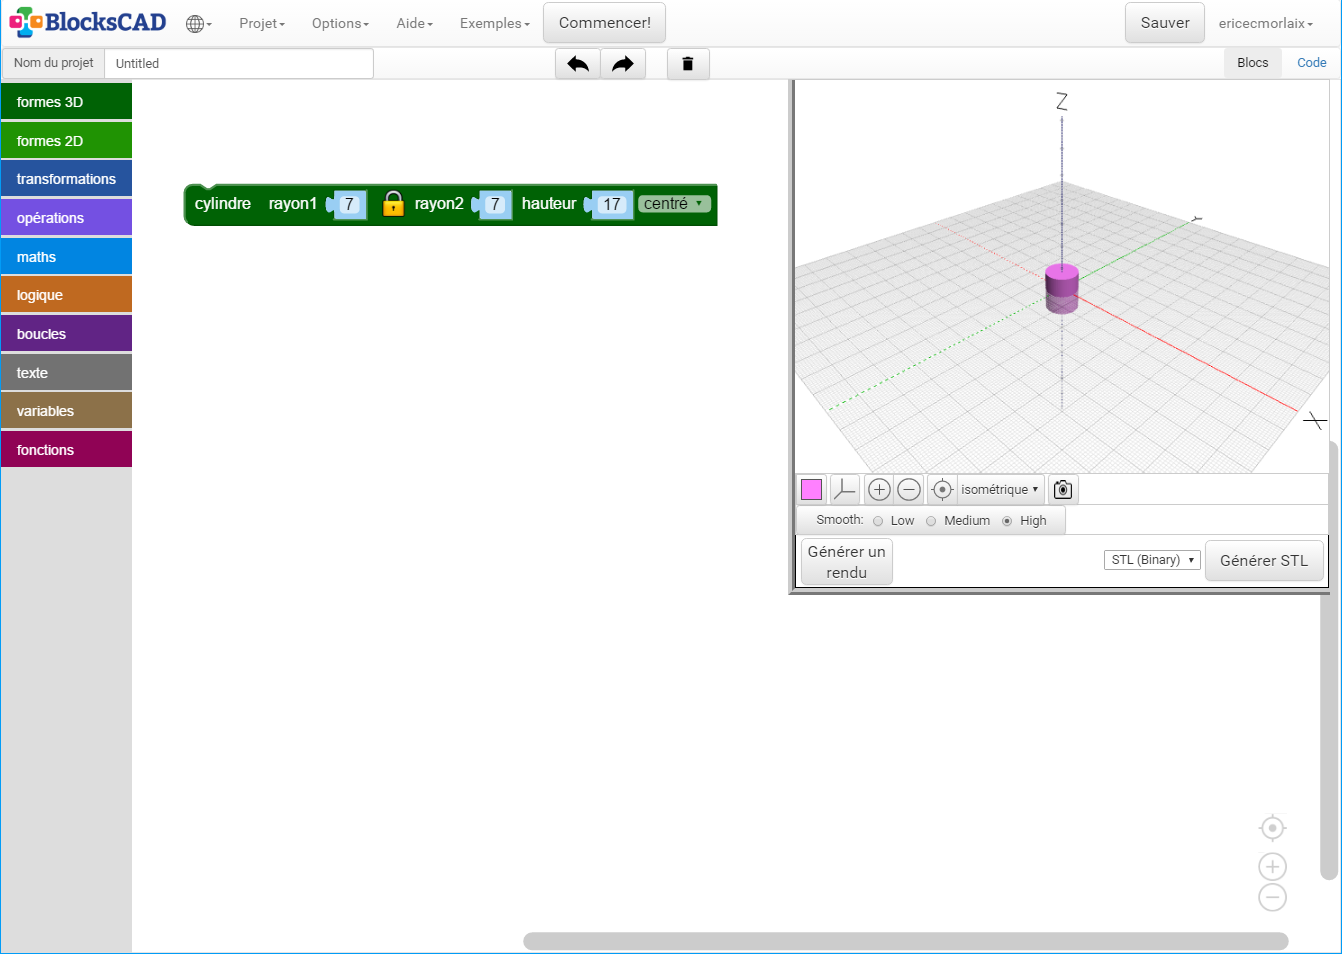 BlocksCAD Projet Options Aide Exemples Commencer! Sauver ericecmorlaix
Nom du projet Untitled Blocs Code
formes 3D
formes 2D
transformations
opérations
maths
logique
boucles
texte
variables
fonctions
cylindre rayon1 7 rayon2 7 hauteur 17 centré
Z
Y
X
isométrique
Smooth: Low Medium High
Générer un
rendu
STL (Binary) Générer STL